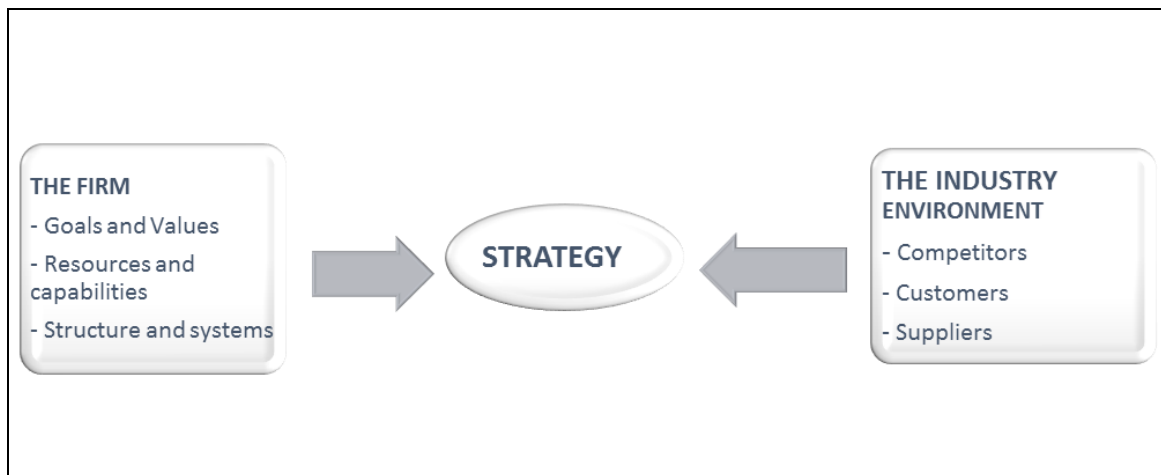 THE FIRM
- Goals and Values
- Resources and
capabilities
- Structure and systems
STRATEGY
THE INDUSTRY
ENVIRONMENT
- Competitors
- Customers
- Suppliers